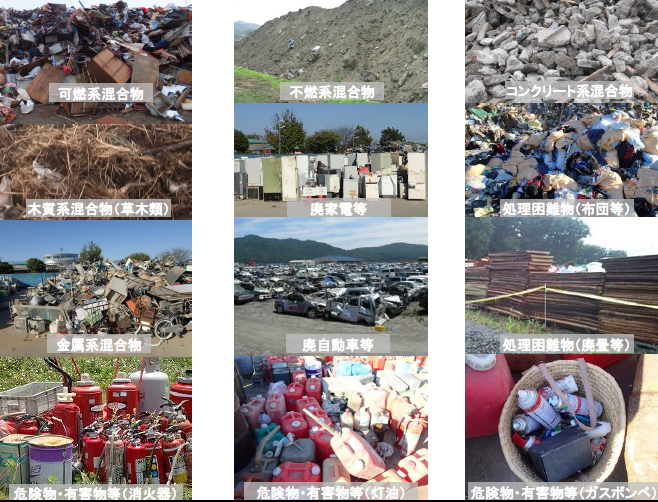 可燃系混合物
不燃系混合物
コンクリート系混合物
木質系混合物(草木類)
廃家電等
処理困難物(布団等)
金属系混合物
廃自動車等
処理困難物(廃畳等)
危険物・有害物等(消火器)
危険物・有害物等(灯油)
危険物・有害物等(ガスボンベ)